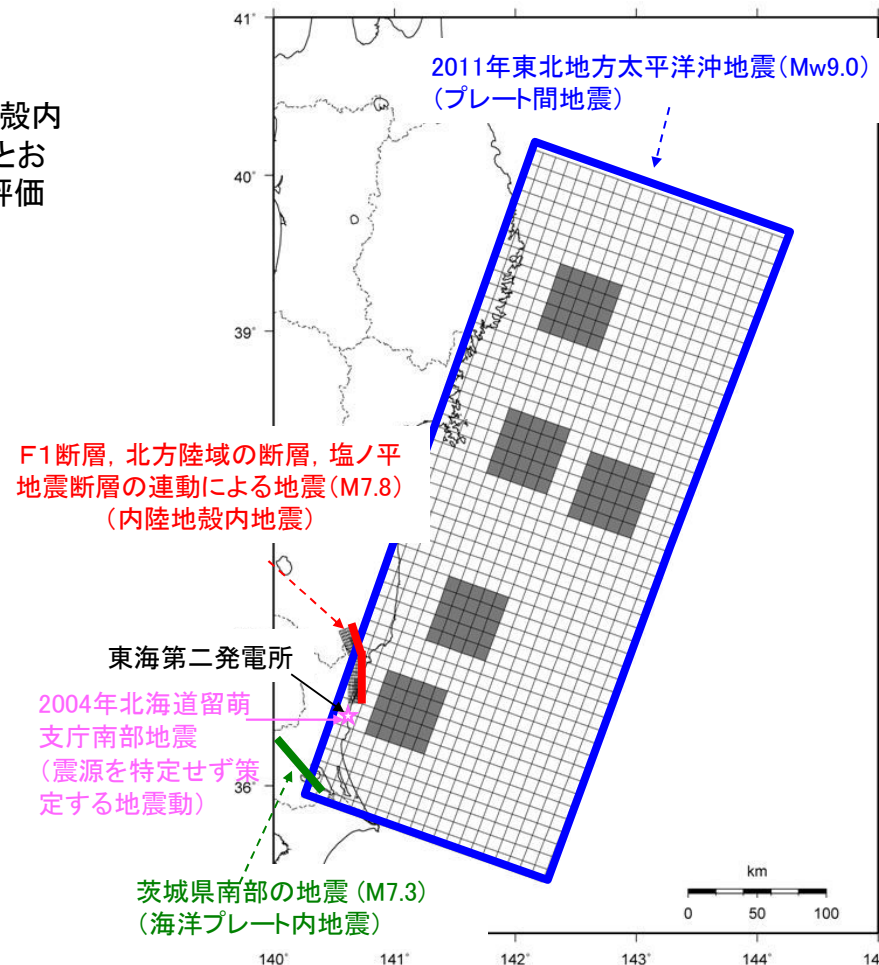 41°
2011年東北地方太平洋沖地震(Mw9.0)
(プレート間地震)
殻内
とお
評価
40°
39°
F1断層, 北方陸域の断層, 塩ノ平
地震断層の連動による地震(M7.8)
(内陸地殻内地震)
東海第二発電所
2004年北海道留萌
支庁南部地震
(震源を特定せず策
定する地震動)
36°
茨城県南部の地震 (M7.3)
(海洋プレート内地震)
km
0 50 100
140° 141° 142° 143° 144° 14